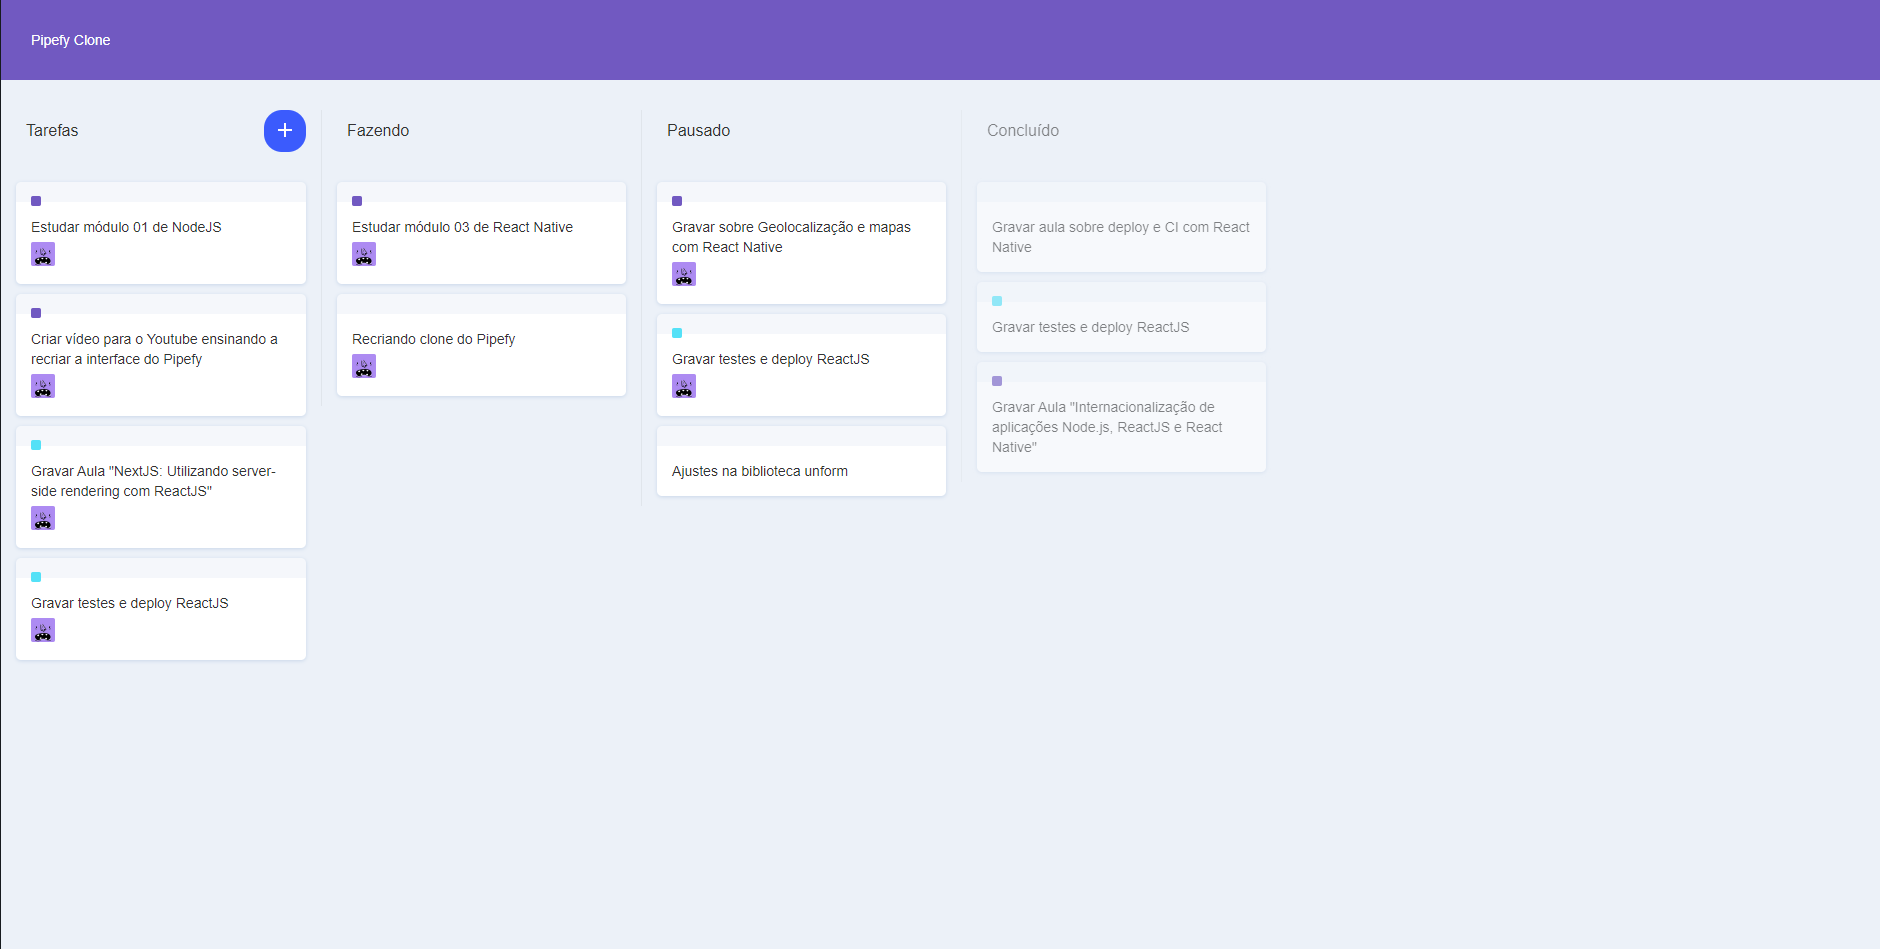 Pipefy Clone
Tarefas
Estudar módulo 01 de NodeJS
Criar vídeo para o Youtube ensinando a
recriar a interface do Pipefy
Gravar Aula "NextJS: Utilizando server-
side rendering com ReactJS"
Gravar testes e deploy ReactJS
Fazendo
Estudar módulo 03 de React Native
Recriando clone do Pipefy
Pausado
Gravar sobre Geolocalização e mapas
com React Native
Gravar testes e deploy ReactJS
Ajustes na biblioteca unform
Concluído
Gravar aula sobre deploy e CI com React
Native
Gravar testes e deploy ReactJS
Gravar Aula "Internacionalização de
aplicações Node.js, ReactJS e React
Native"